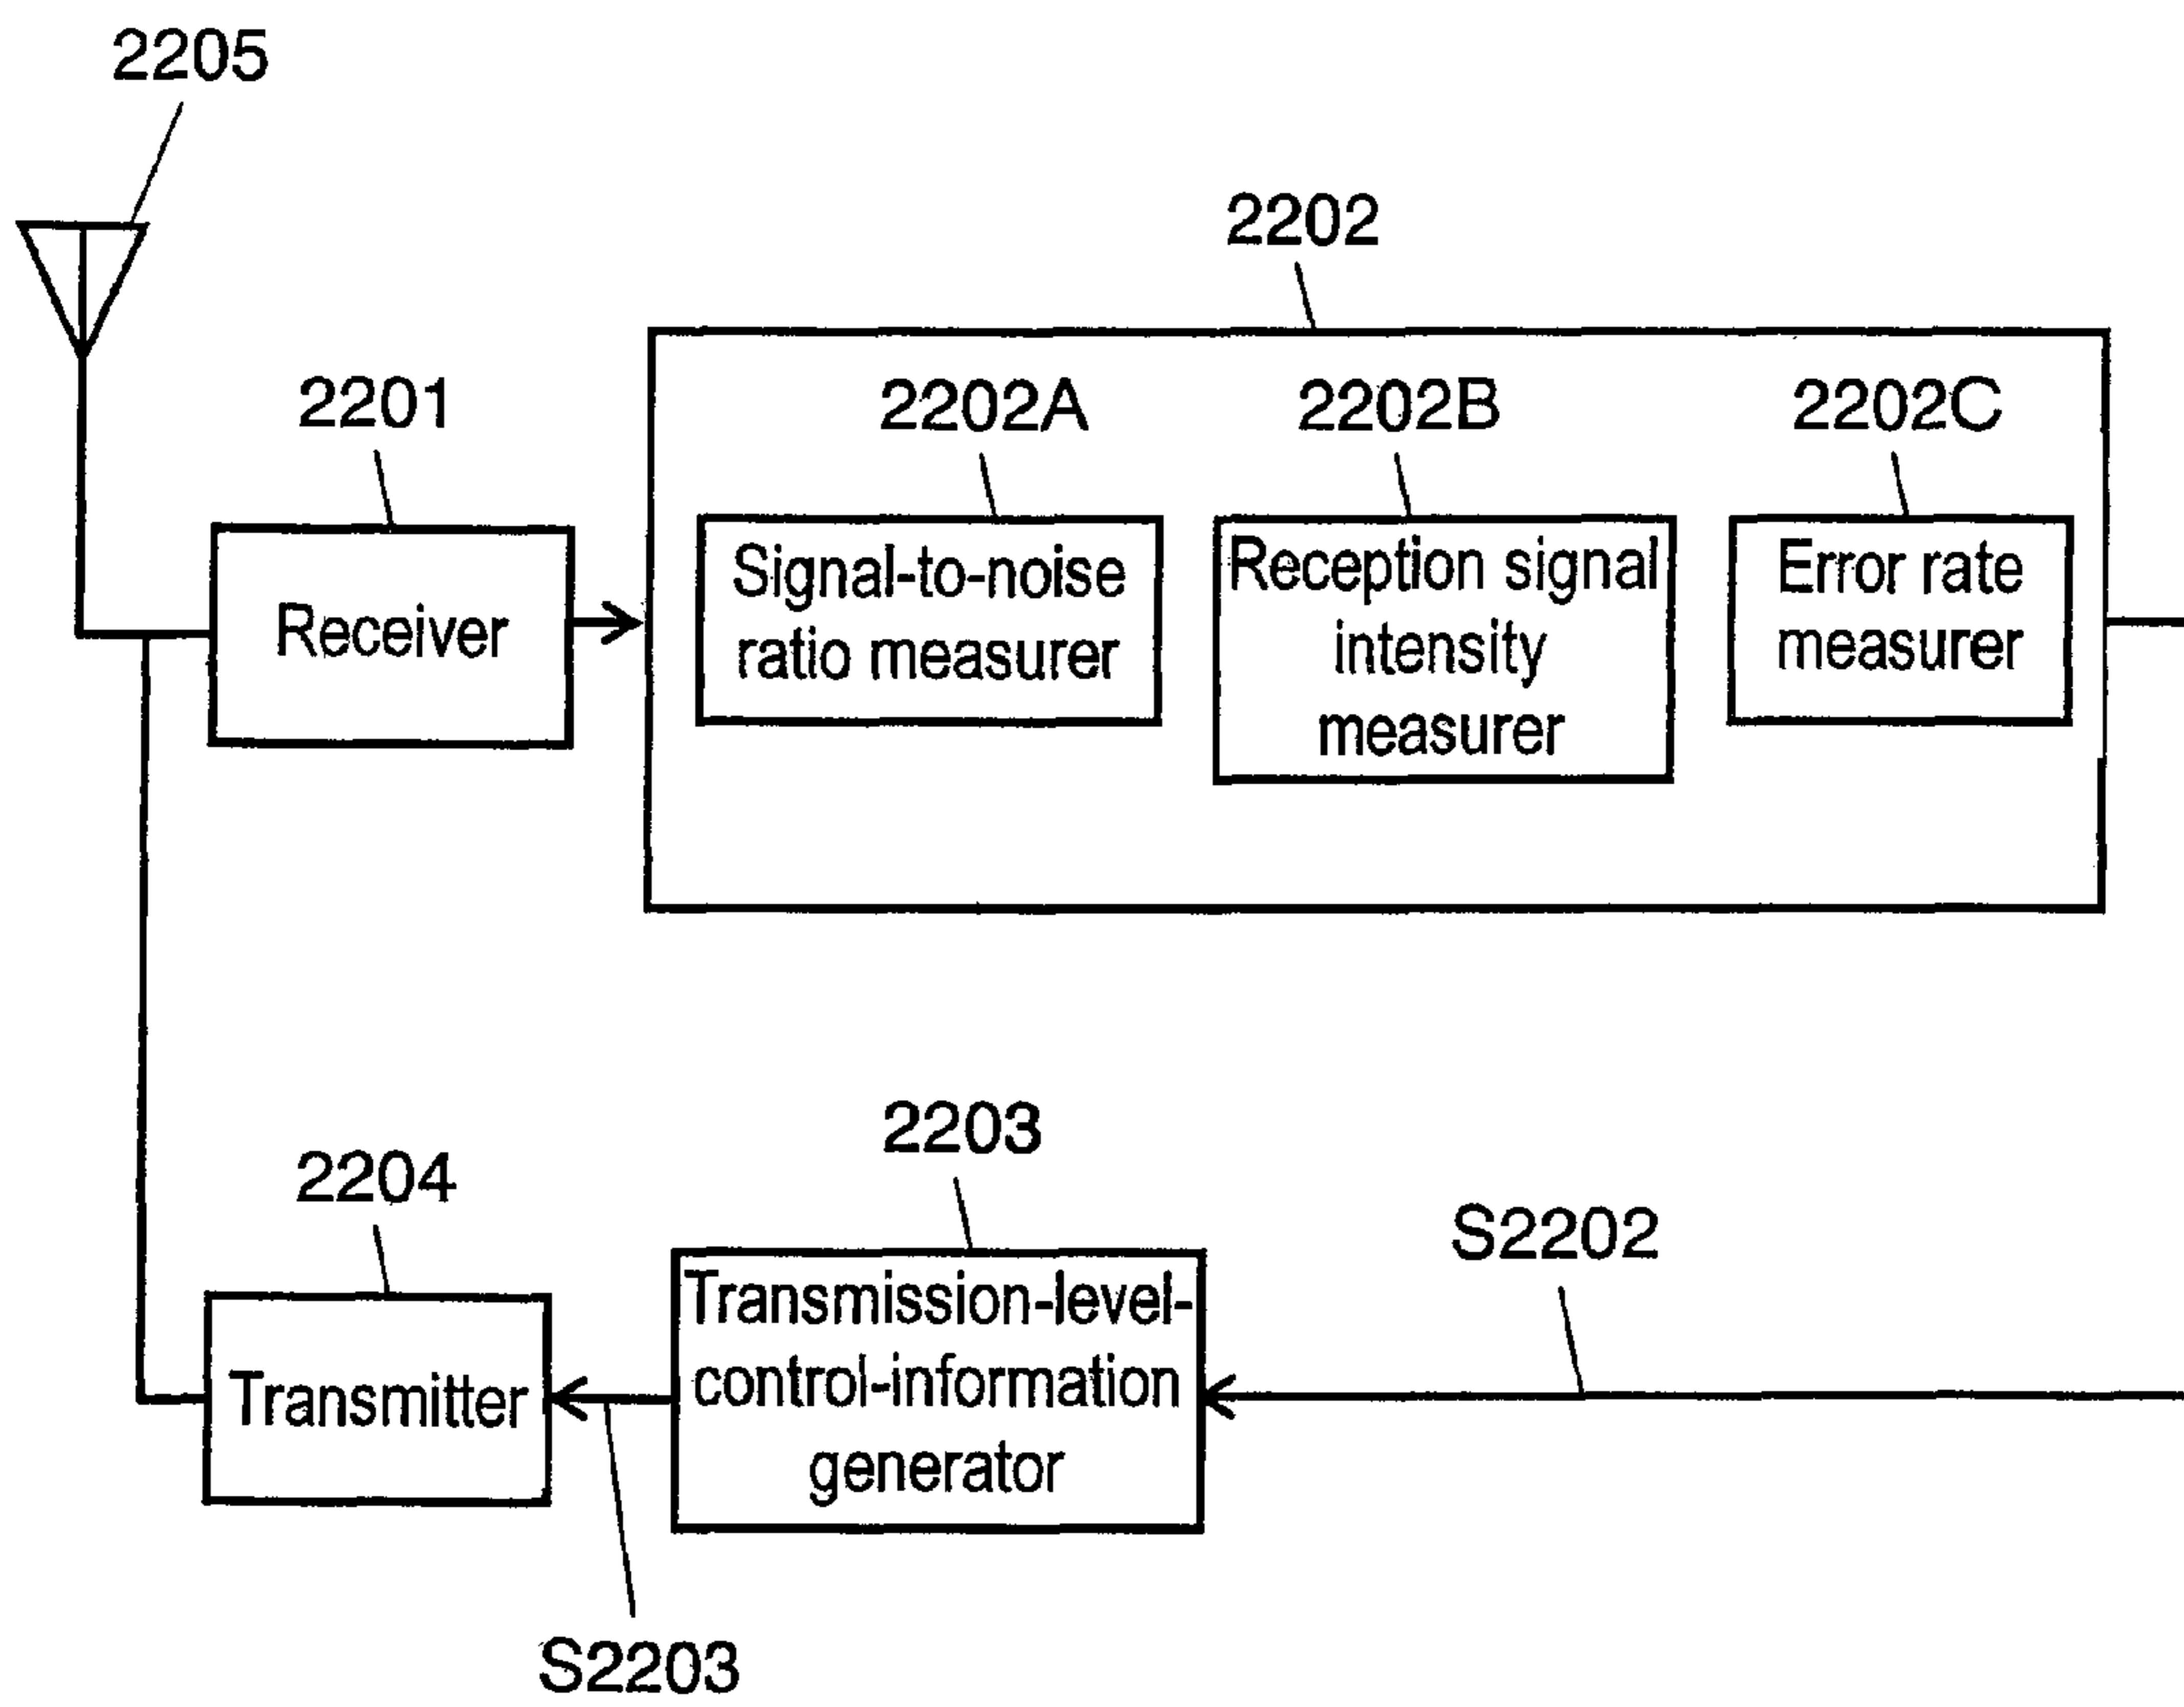 2205
2202
2201
2202A
2202B
2202C
Signal-to-noise
ratio measurer
Reception signal
intensity
measurer
Error rate
measurer
Receiver
2203
2204
S2202
Transmission-level-
control-information
generator
Transmitter
S2203